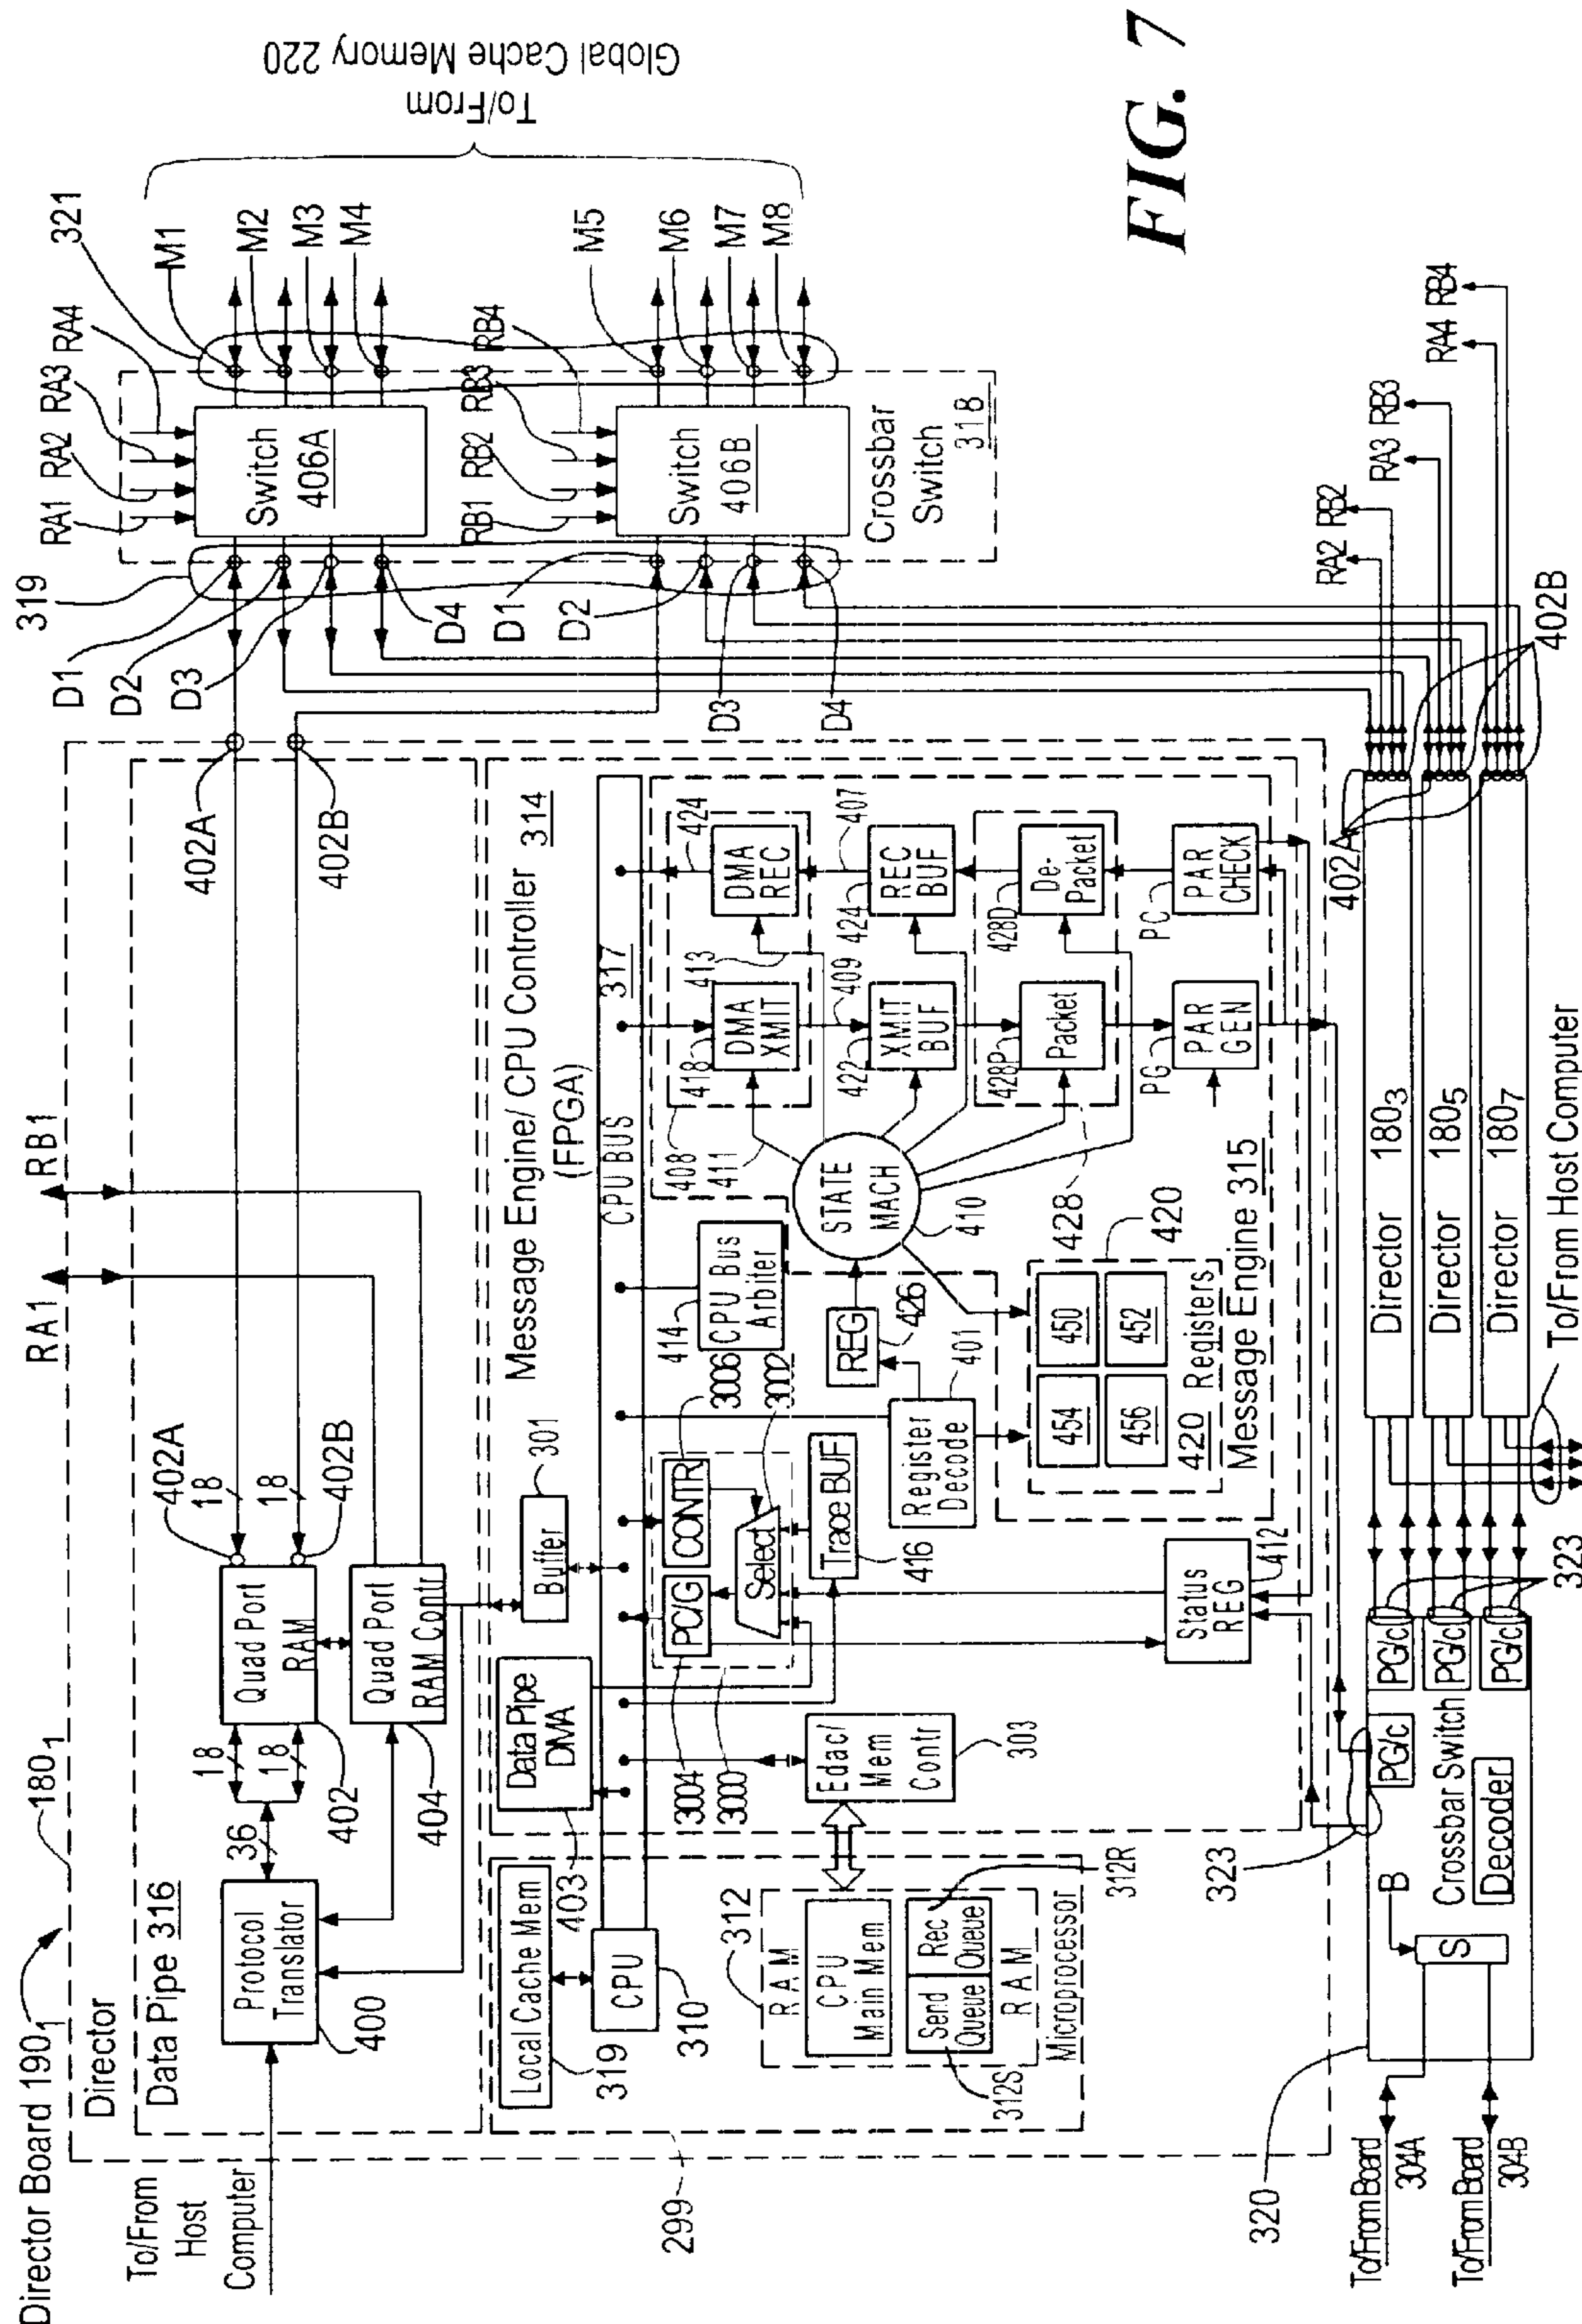 Director Board 190₁
180₁
RA1
RB1
Director
To/From
Host
Computer
Data Pipe 316
Protocol
Translator
400
36
18
18
Quad Port
RAM
402
402A
18
18
402B
Quad Port
RAM Contr
404
402A
402B
319
D1
D2
D3
D4
D1
D2
D3
D4
RA1
RA2
RA3
RA4
Switch
406A
RB1
RB2
RB3
RB4
Switch
406B
Crossbar
Switch
318
321
M1
M2
M3
M4
M5
M6
M7
M8
To/From
Global Cache Memory 220
FIG. 7
299
Local Cache Mem
319
CPU
310
312
RAM
CPU
Main Mem
Send
Queue
Rec
Queue
RAM
312S
312R
Microprocessor
Message Engine/ CPU Controller
314
(FPGA)
Data Pipe
DMA
403
Buffer
301
CPU BUS
317
3004
3000
PC/G
CONTR
Select
3006
3002
414
CPU Bus
Arbiter
Trace BUF
416
Edac/
Mem
Contr
303
Status
REG
412
Register
Decode
401
REG
426
STATE
MACH
410
408
411
418
DMA
XMIT
413
DMA
REC
424
409
407
422
XMIT
BUF
424
REC
BUF
428P
Packet
428D
De-
Packet
428
PG
PAR
GEN
PC
PAR
CHECK
420
454
450
456
452
420 Registers
Message Engine 315
320
To/From Board
304A
To/From Board
304B
S
B
Crossbar Switch
Decoder
323
PG/c
PG/c
PG/c
PG/c
323
To/From Host Computer
Director 180₃
Director 180₅
Director 180₇
402A
402B
RA2
RB2
RA3
RB3
RA4
RB4